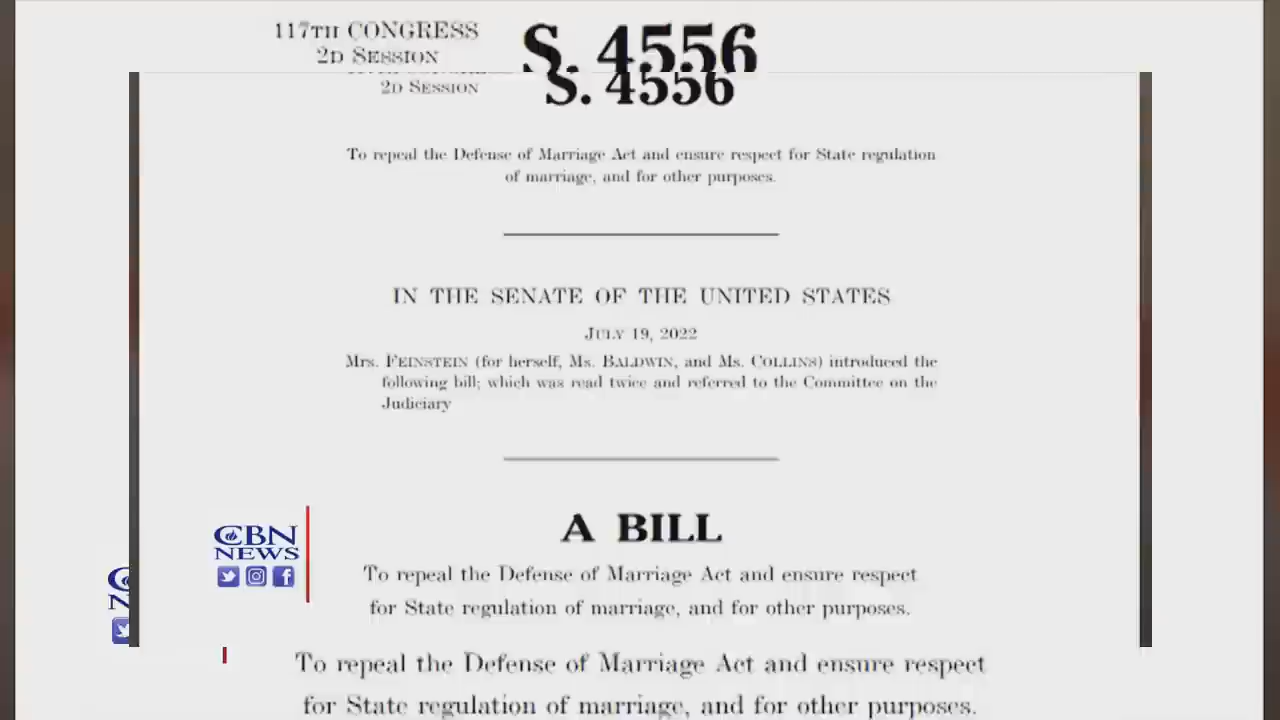 117TH CONGRESS
2D SESSION
S. 4556
2D SESSION
S. 4556
To repeal the Defense of Marriage Act and ensure respect for State regulation
of marriage, and for other purposes.
IN THE SENATE OF THE UNITED STATES
JULY 19, 2022
Mrs. FEINSTEIN (for herself, Ms. BALDWIN, and Ms. COLLINS) introduced the
following bill; which was read twice and referred to the Committee on the
Judiciary
A BILL
CBN
NEWS
To repeal the Defense of Marriage Act and ensure respect
for State regulation of marriage, and for other purposes.
To repeal the Defense of Marriage Act and ensure respect
for State regulation of marriage, and for other purposes.